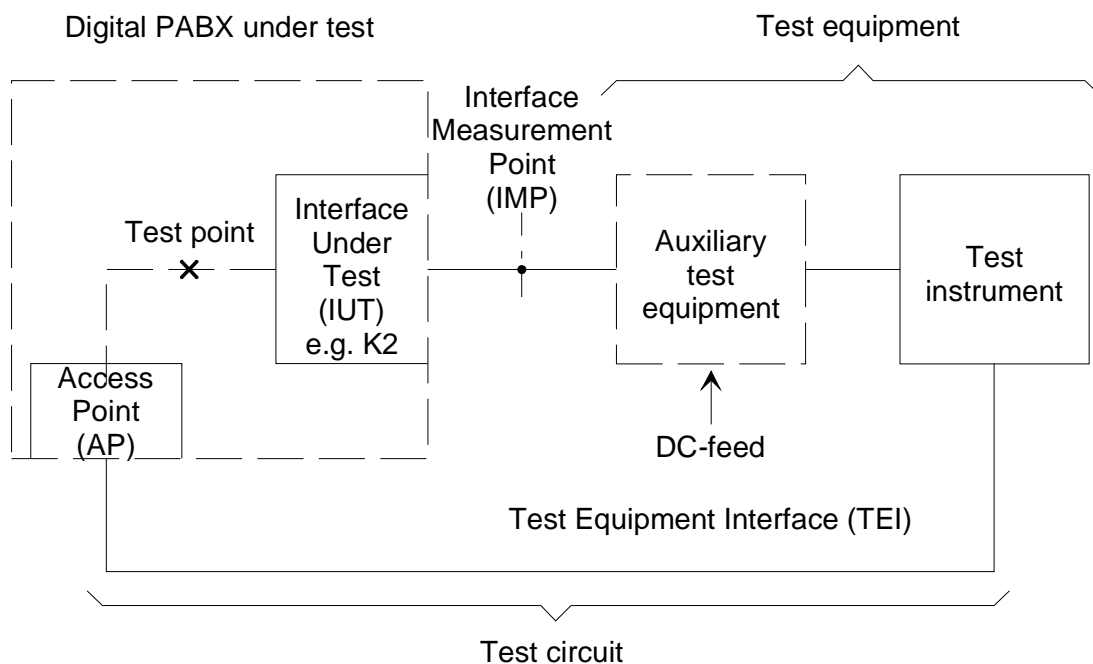 Digital PABX under test
Test equipment
Interface
Measurement
Point
(IMP)
Test point
Interface
Under
Test
(IUT)
e.g. K2
Auxiliary
test
equipment
Test
instrument
Access
Point
(AP)
DC-feed
Test Equipment Interface (TEI)
Test circuit